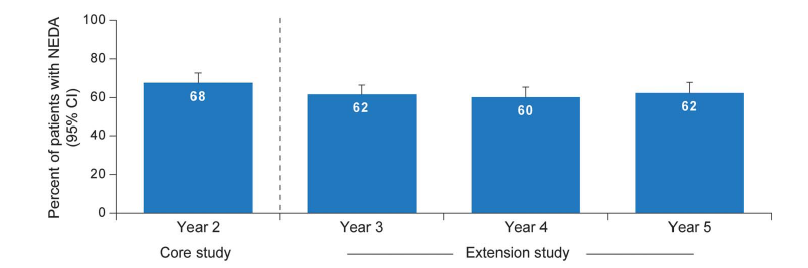 Percent of patients with NEDA
(95% CI)
100
80
60
40
20
0
68
62
60
62
Year 2
Year 3
Year 4
Year 5
Core study
Extension study